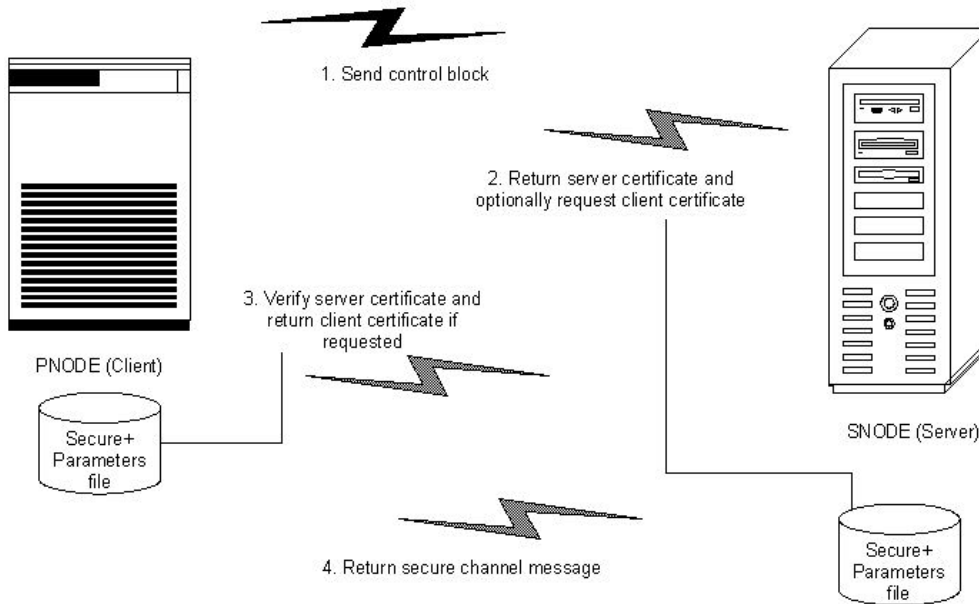 1. Send control block
2. Return server certificate and
optionally request client certificate
3. Verify server certificate and
return client certificate if
requested
PNODE (Client)
Secure+
Parameters
file
SNODE (Server)
4. Return secure channel message
Secure+
Parameters
file